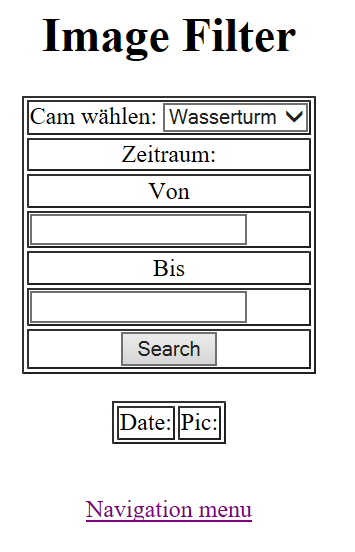 Image Filter
Cam wählen: Wasserturm
Zeitraum:
Von
Bis
Search
Date: Pic:
Navigation menu